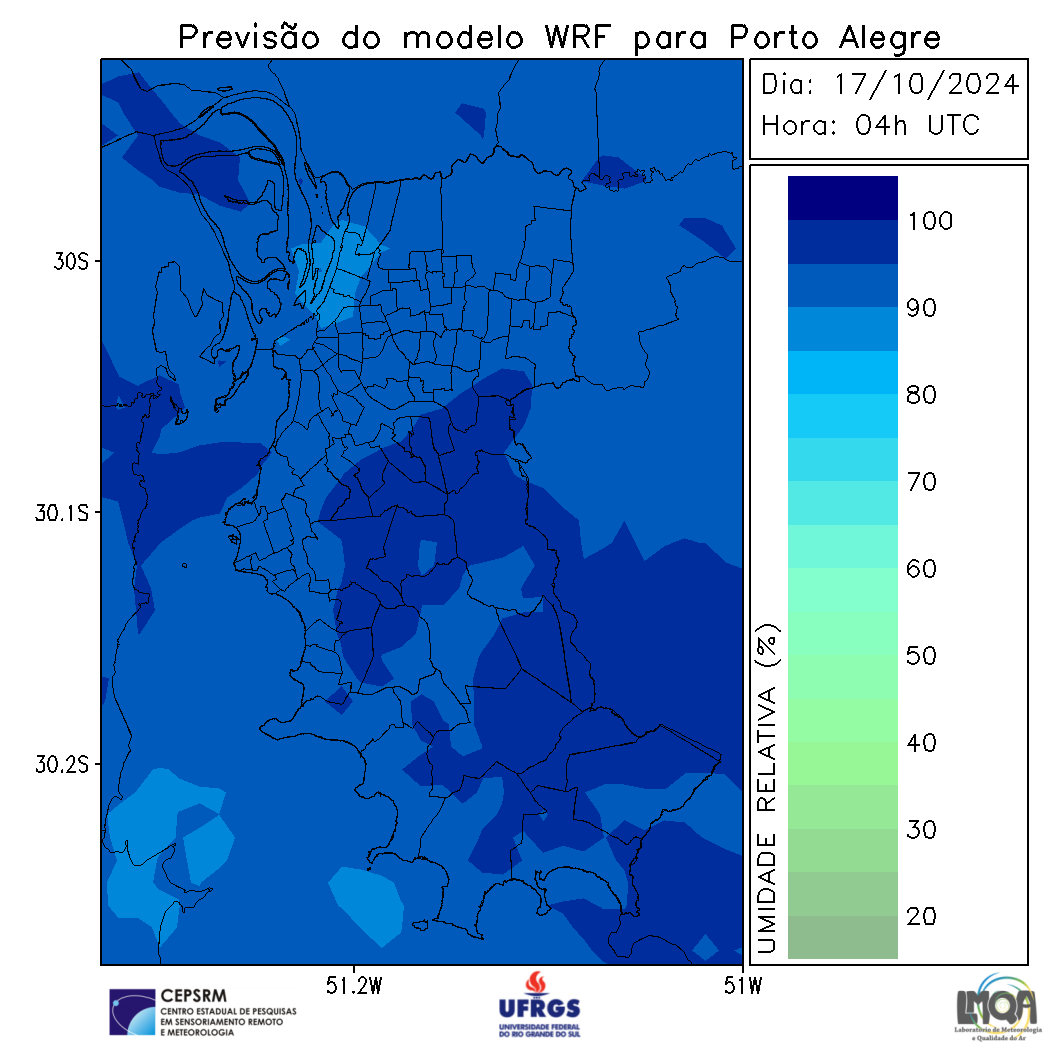 Previsão do modelo WRF para Porto Alegre
Dia: 17/10/2024
Hora: 04h UTC
30S
30.1S
30.2S
51.2W
51W
UMIDADE RELATIVA (%)
100
90
80
70
60
50
40
30
20
CEPSRM
CENTRO ESTADUAL DE PESQUISAS
EM SENSORIAMENTO REMOTO
E METEOROLOGIA
UFRGS
UNIVERSIDADE FEDERAL
DO RIO GRANDE DO SUL
LMQA
Laboratório de Meteorologia
e Qualidade do Ar